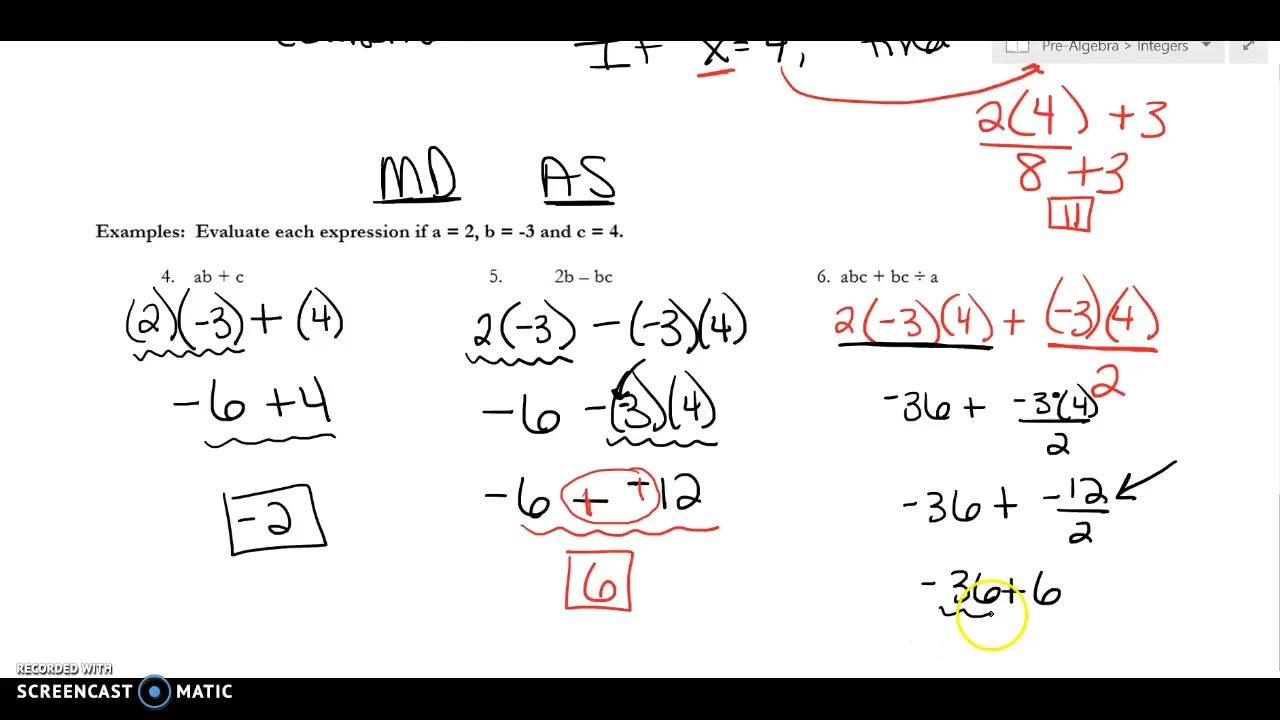 If x = 4, find
Pre-Algebra > Integers
2(4) + 3
8 + 3
11
MD AS
Examples: Evaluate each expression if a = 2, b = -3 and c = 4.
4. ab + c
(2)(-3) + (4)
-6 + 4
-2
5. 2b – bc
2(-3) - (-3)(4)
-6 - (-3)(4)
-6 + +12
6
6. abc + bc ÷ a
2(-3)(4) + (-3)(4)
2
-36 + -3·(4)
2
-36 + -12
2
-36 + 6
RECORDED WITH
SCREENCAST MATIC